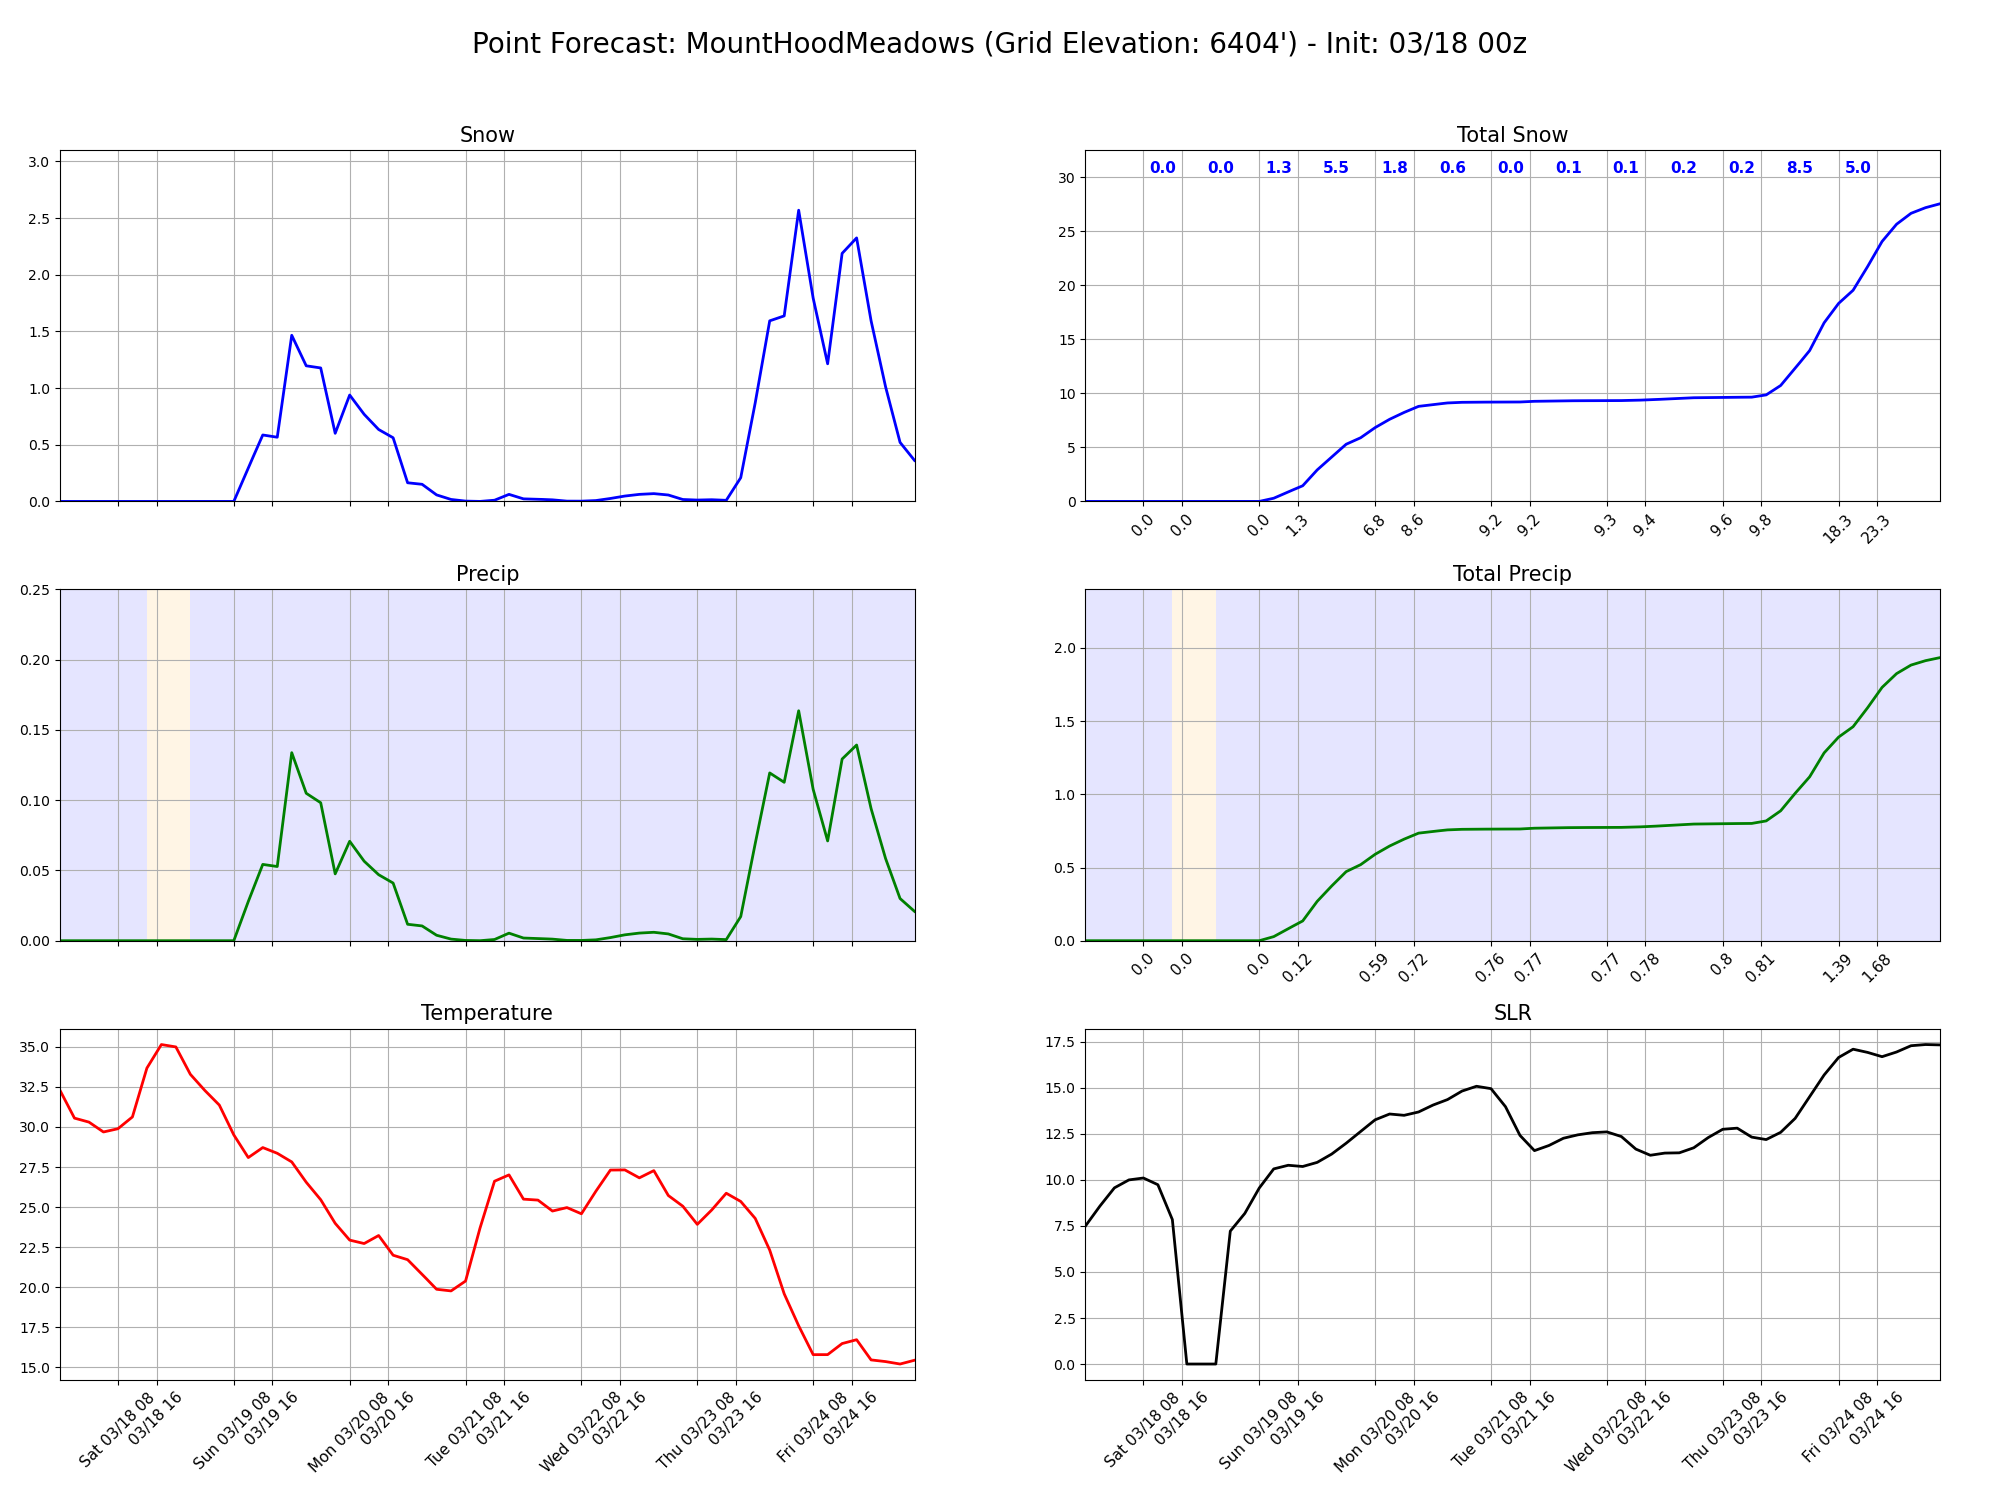 Point Forecast: MountHoodMeadows (Grid Elevation: 6404') - Init: 03/18 00z
Snow
3.0
2.5
2.0
1.5
1.0
0.5
0.0
Total Snow
0.0 0.0 1.3 5.5 1.8 0.6 0.0 0.1 0.1 0.2 0.2 8.5 5.0
30
25
20
15
10
5
0
0.0 0.0 0.0 1.3 6.8 8.6 9.2 9.2 9.3 9.4 9.6 9.8 18.3 23.3
Precip
0.25
0.20
0.15
0.10
0.05
0.00
Total Precip
2.0
1.5
1.0
0.5
0.0
0.0 0.0 0.0 0.12 0.59 0.72 0.76 0.77 0.77 0.78 0.8 0.81 1.39 1.68
Temperature
35.0
32.5
30.0
27.5
25.0
22.5
20.0
17.5
15.0
Sat 03/18 08
03/18 16
Sun 03/19 08
03/19 16
Mon 03/20 08
03/20 16
Tue 03/21 08
03/21 16
Wed 03/22 08
03/22 16
Thu 03/23 08
03/23 16
Fri 03/24 08
03/24 16
SLR
17.5
15.0
12.5
10.0
7.5
5.0
2.5
0.0
Sat 03/18 08
03/18 16
Sun 03/19 08
03/19 16
Mon 03/20 08
03/20 16
Tue 03/21 08
03/21 16
Wed 03/22 08
03/22 16
Thu 03/23 08
03/23 16
Fri 03/24 08
03/24 16